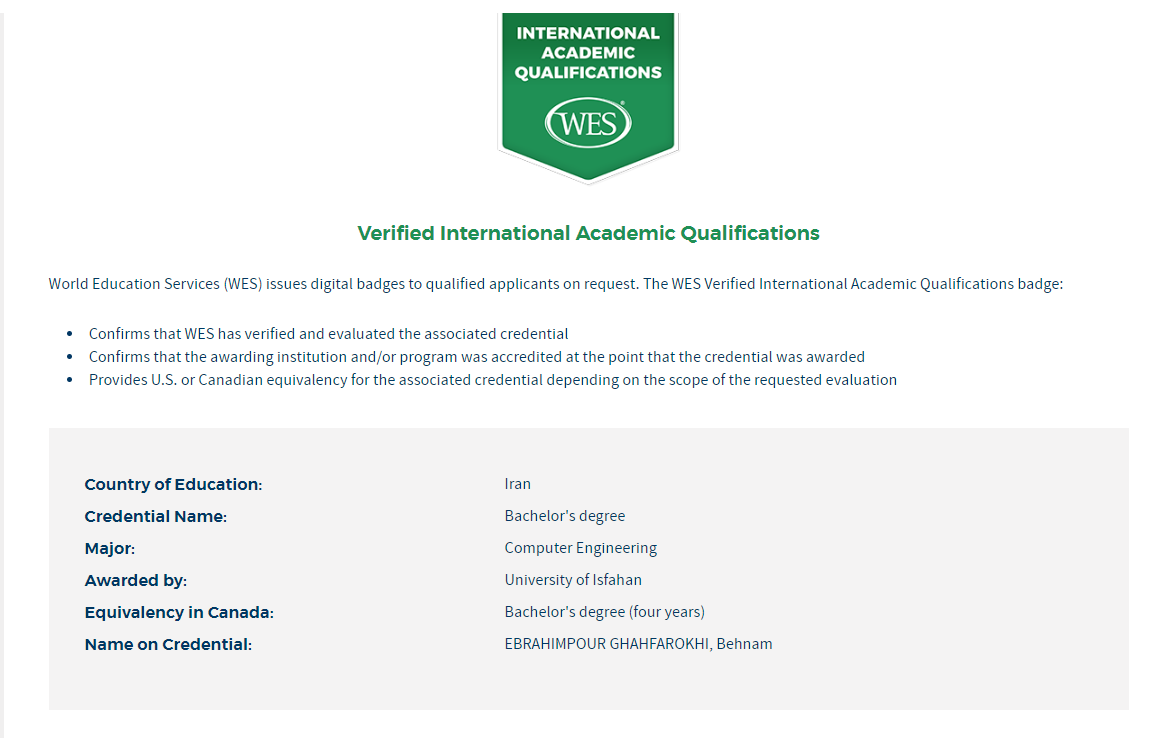 INTERNATIONAL
ACADEMIC
QUALIFICATIONS
WES®
Verified International Academic Qualifications
World Education Services (WES) issues digital badges to qualified applicants on request. The WES Verified International Academic Qualifications badge:
• Confirms that WES has verified and evaluated the associated credential
• Confirms that the awarding institution and/or program was accredited at the point that the credential was awarded
• Provides U.S. or Canadian equivalency for the associated credential depending on the scope of the requested evaluation
Country of Education: Iran
Credential Name: Bachelor's degree
Major: Computer Engineering
Awarded by: University of Isfahan
Equivalency in Canada: Bachelor's degree (four years)
Name on Credential: EBRAHIMPOUR GHAHFAROKHI, Behnam